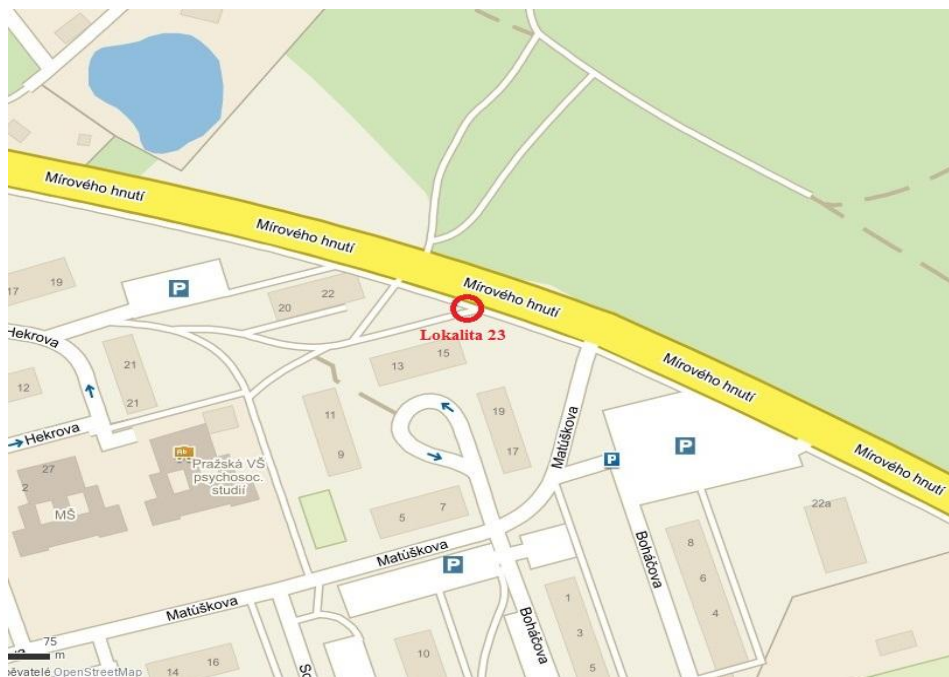 Mírového hnutí
Mírového hnutí
Mírového hnutí
Mírového hnutí
Mírového hnutí
Lokalita 23
P
17
19
20
22
Hekrova
12
21
21
13
15
11
9
19
17
Matúškova
P
P
Hekrova
Pražská VŠ
psychosoc.
studií
27
2
MŠ
5
7
22a
Matúškova
P
Boháčova
8
6
4
Matúškova
Boháčova
1
3
5
10
14
16
75
m
OpenStreetMap